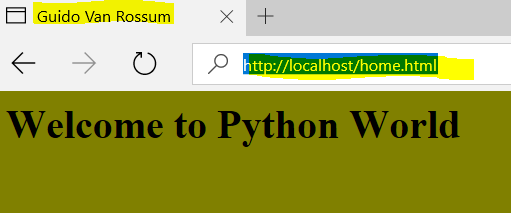 Guido Van Rossum
http://localhost/home.html
Welcome to Python World